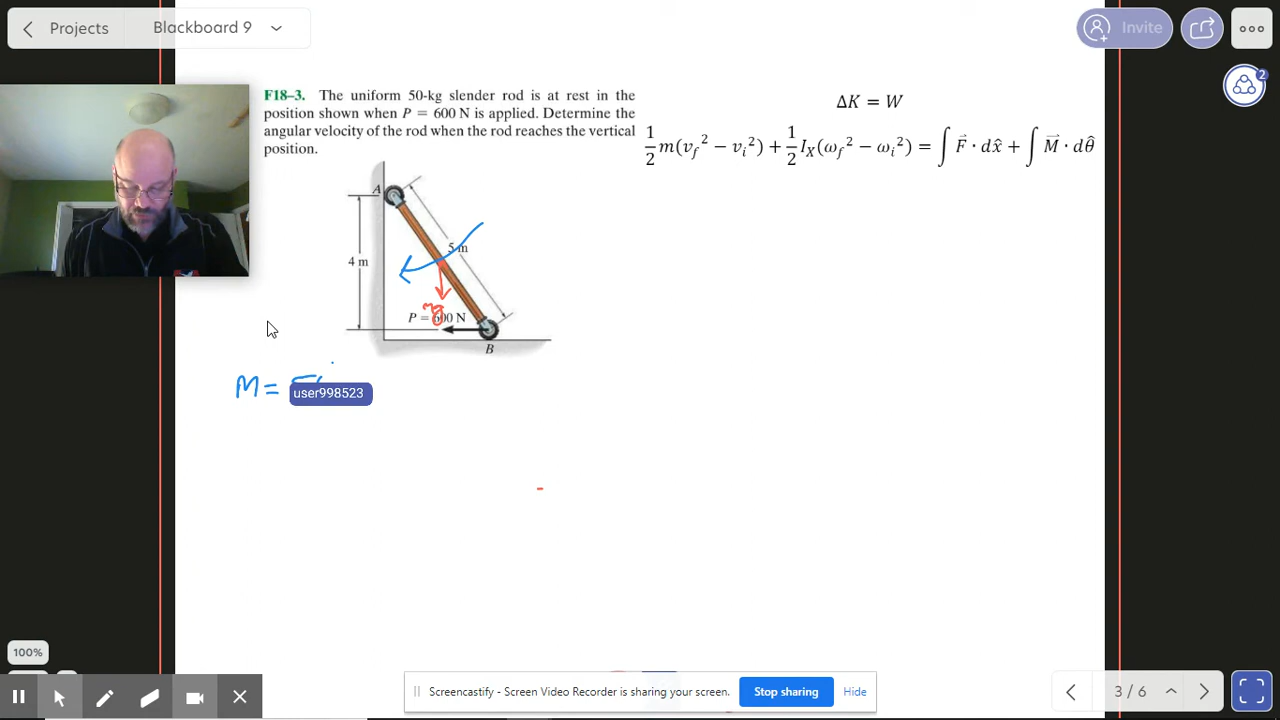 Projects
Blackboard 9
Invite
2
F18–3. The uniform 50-kg slender rod is at rest in the
position shown when P = 600 N is applied. Determine the
angular velocity of the rod when the rod reaches the vertical
position.
ΔK = W
1/2 m(v_f² − v_i²) + 1/2 I_X(ω_f² − ω_i²) = ∫ F⃗ · dx̂ + ∫ M⃗ · dθ̂
A
5 m
4 m
P = 600 N
mg
B
M =
user998523
100%
Screencastify - Screen Video Recorder is sharing your screen.
Stop sharing
Hide
3 / 6